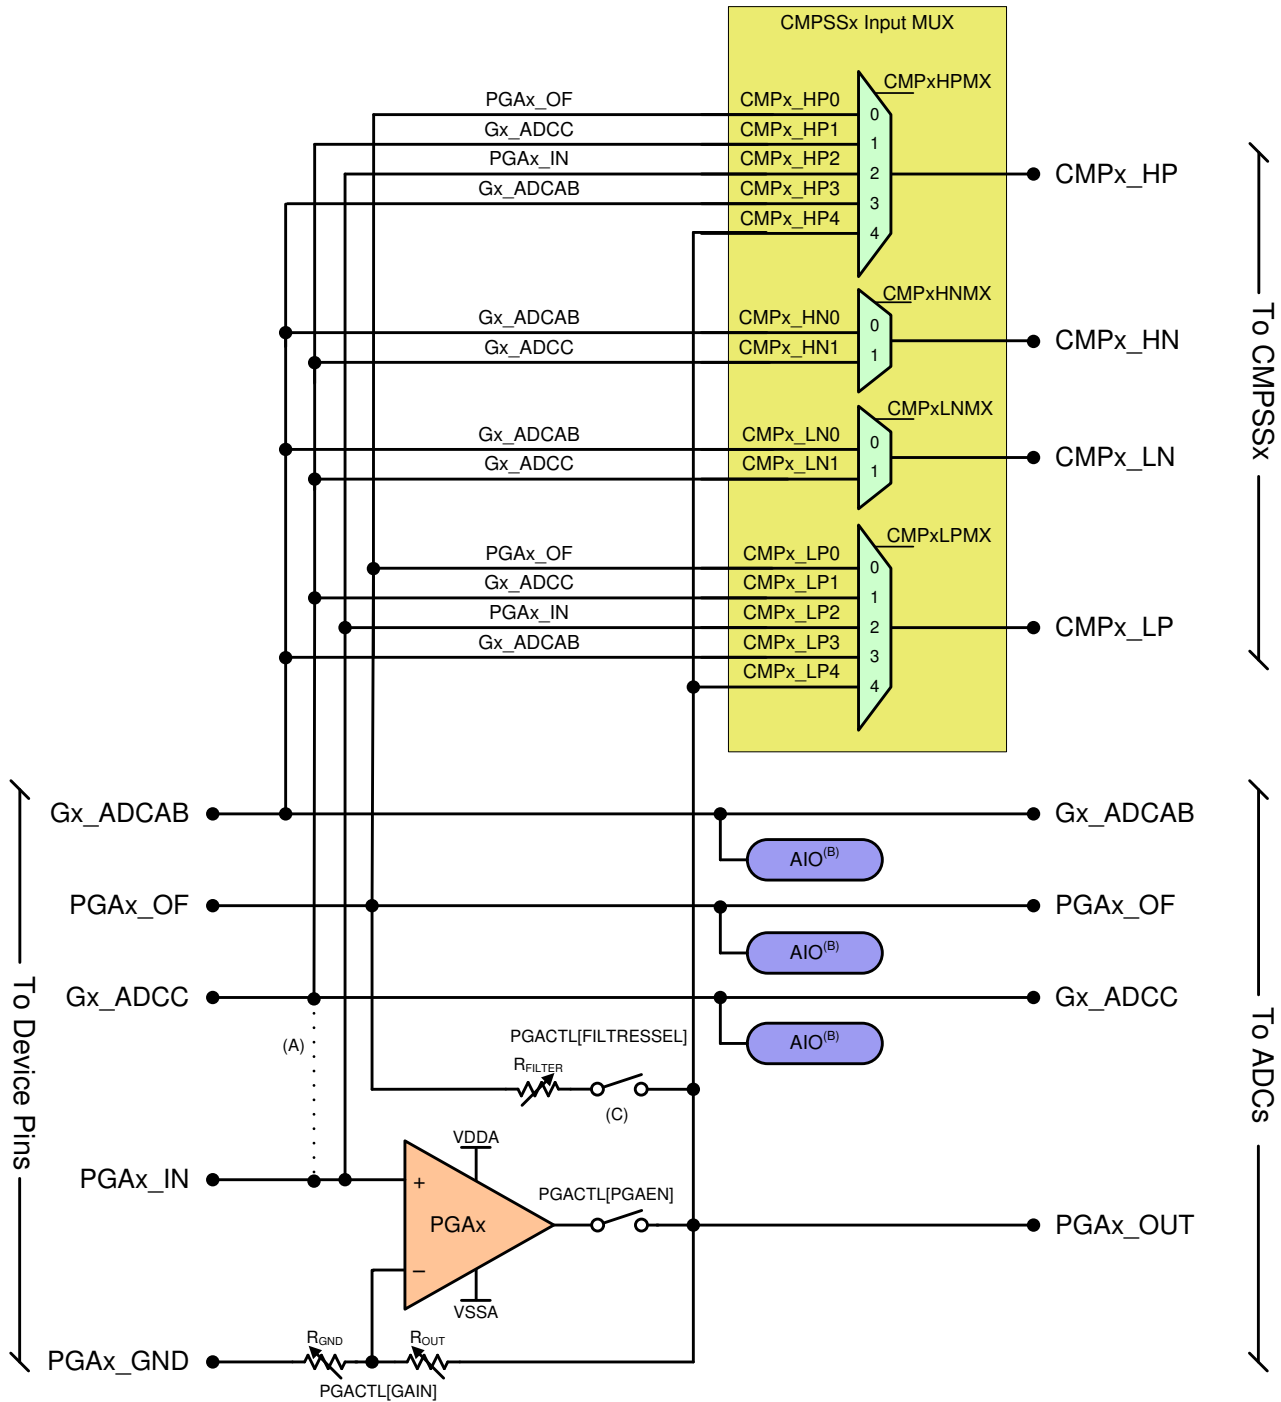 CMPSSx Input MUX
CMPxHPMX
PGAx_OF CMPx_HP0 0
Gx_ADCC CMPx_HP1 1
PGAx_IN CMPx_HP2 2 CMPx_HP
Gx_ADCAB CMPx_HP3 3
CMPx_HP4 4
CMPxHNMX
Gx_ADCAB CMPx_HN0 0
Gx_ADCC CMPx_HN1 1 CMPx_HN
CMPxLNMX
Gx_ADCAB CMPx_LN0 0
Gx_ADCC CMPx_LN1 1 CMPx_LN
CMPxLPMX
PGAx_OF CMPx_LP0 0
Gx_ADCC CMPx_LP1 1
PGAx_IN CMPx_LP2 2 CMPx_LP
Gx_ADCAB CMPx_LP3 3
CMPx_LP4 4
To CMPSSx
Gx_ADCAB Gx_ADCAB
AIO(B)
PGAx_OF PGAx_OF
AIO(B)
Gx_ADCC Gx_ADCC
AIO(B)
(A)
PGACTL[FILTRESSEL]
RFILTER
(C)
VDDA
PGAx_IN +
PGACTL[PGAEN]
PGAx PGAx_OUT
−
VSSA
RGND ROUT
PGAx_GND
PGACTL[GAIN]
To Device Pins
To ADCs